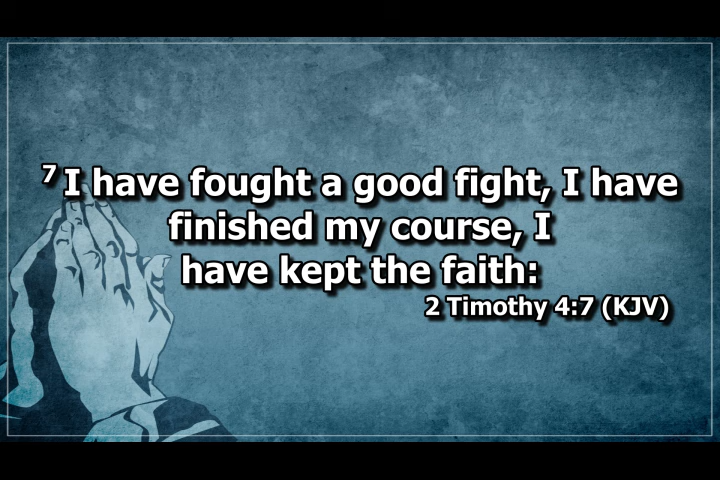 7 I have fought a good fight, I have
finished my course, I
have kept the faith:
2 Timothy 4:7 (KJV)